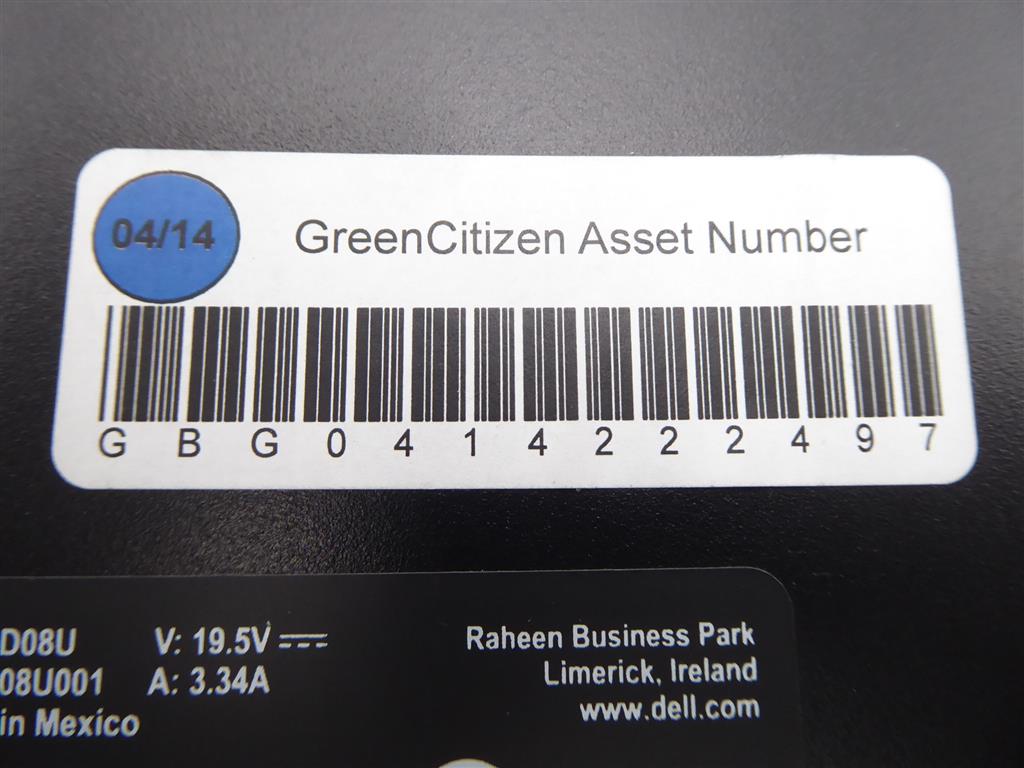 04/14
GreenCitizen Asset Number
GBG0414222497
D08U V: 19.5V Raheen Business Park
08U001 A: 3.34A Limerick, Ireland
in Mexico www.dell.com